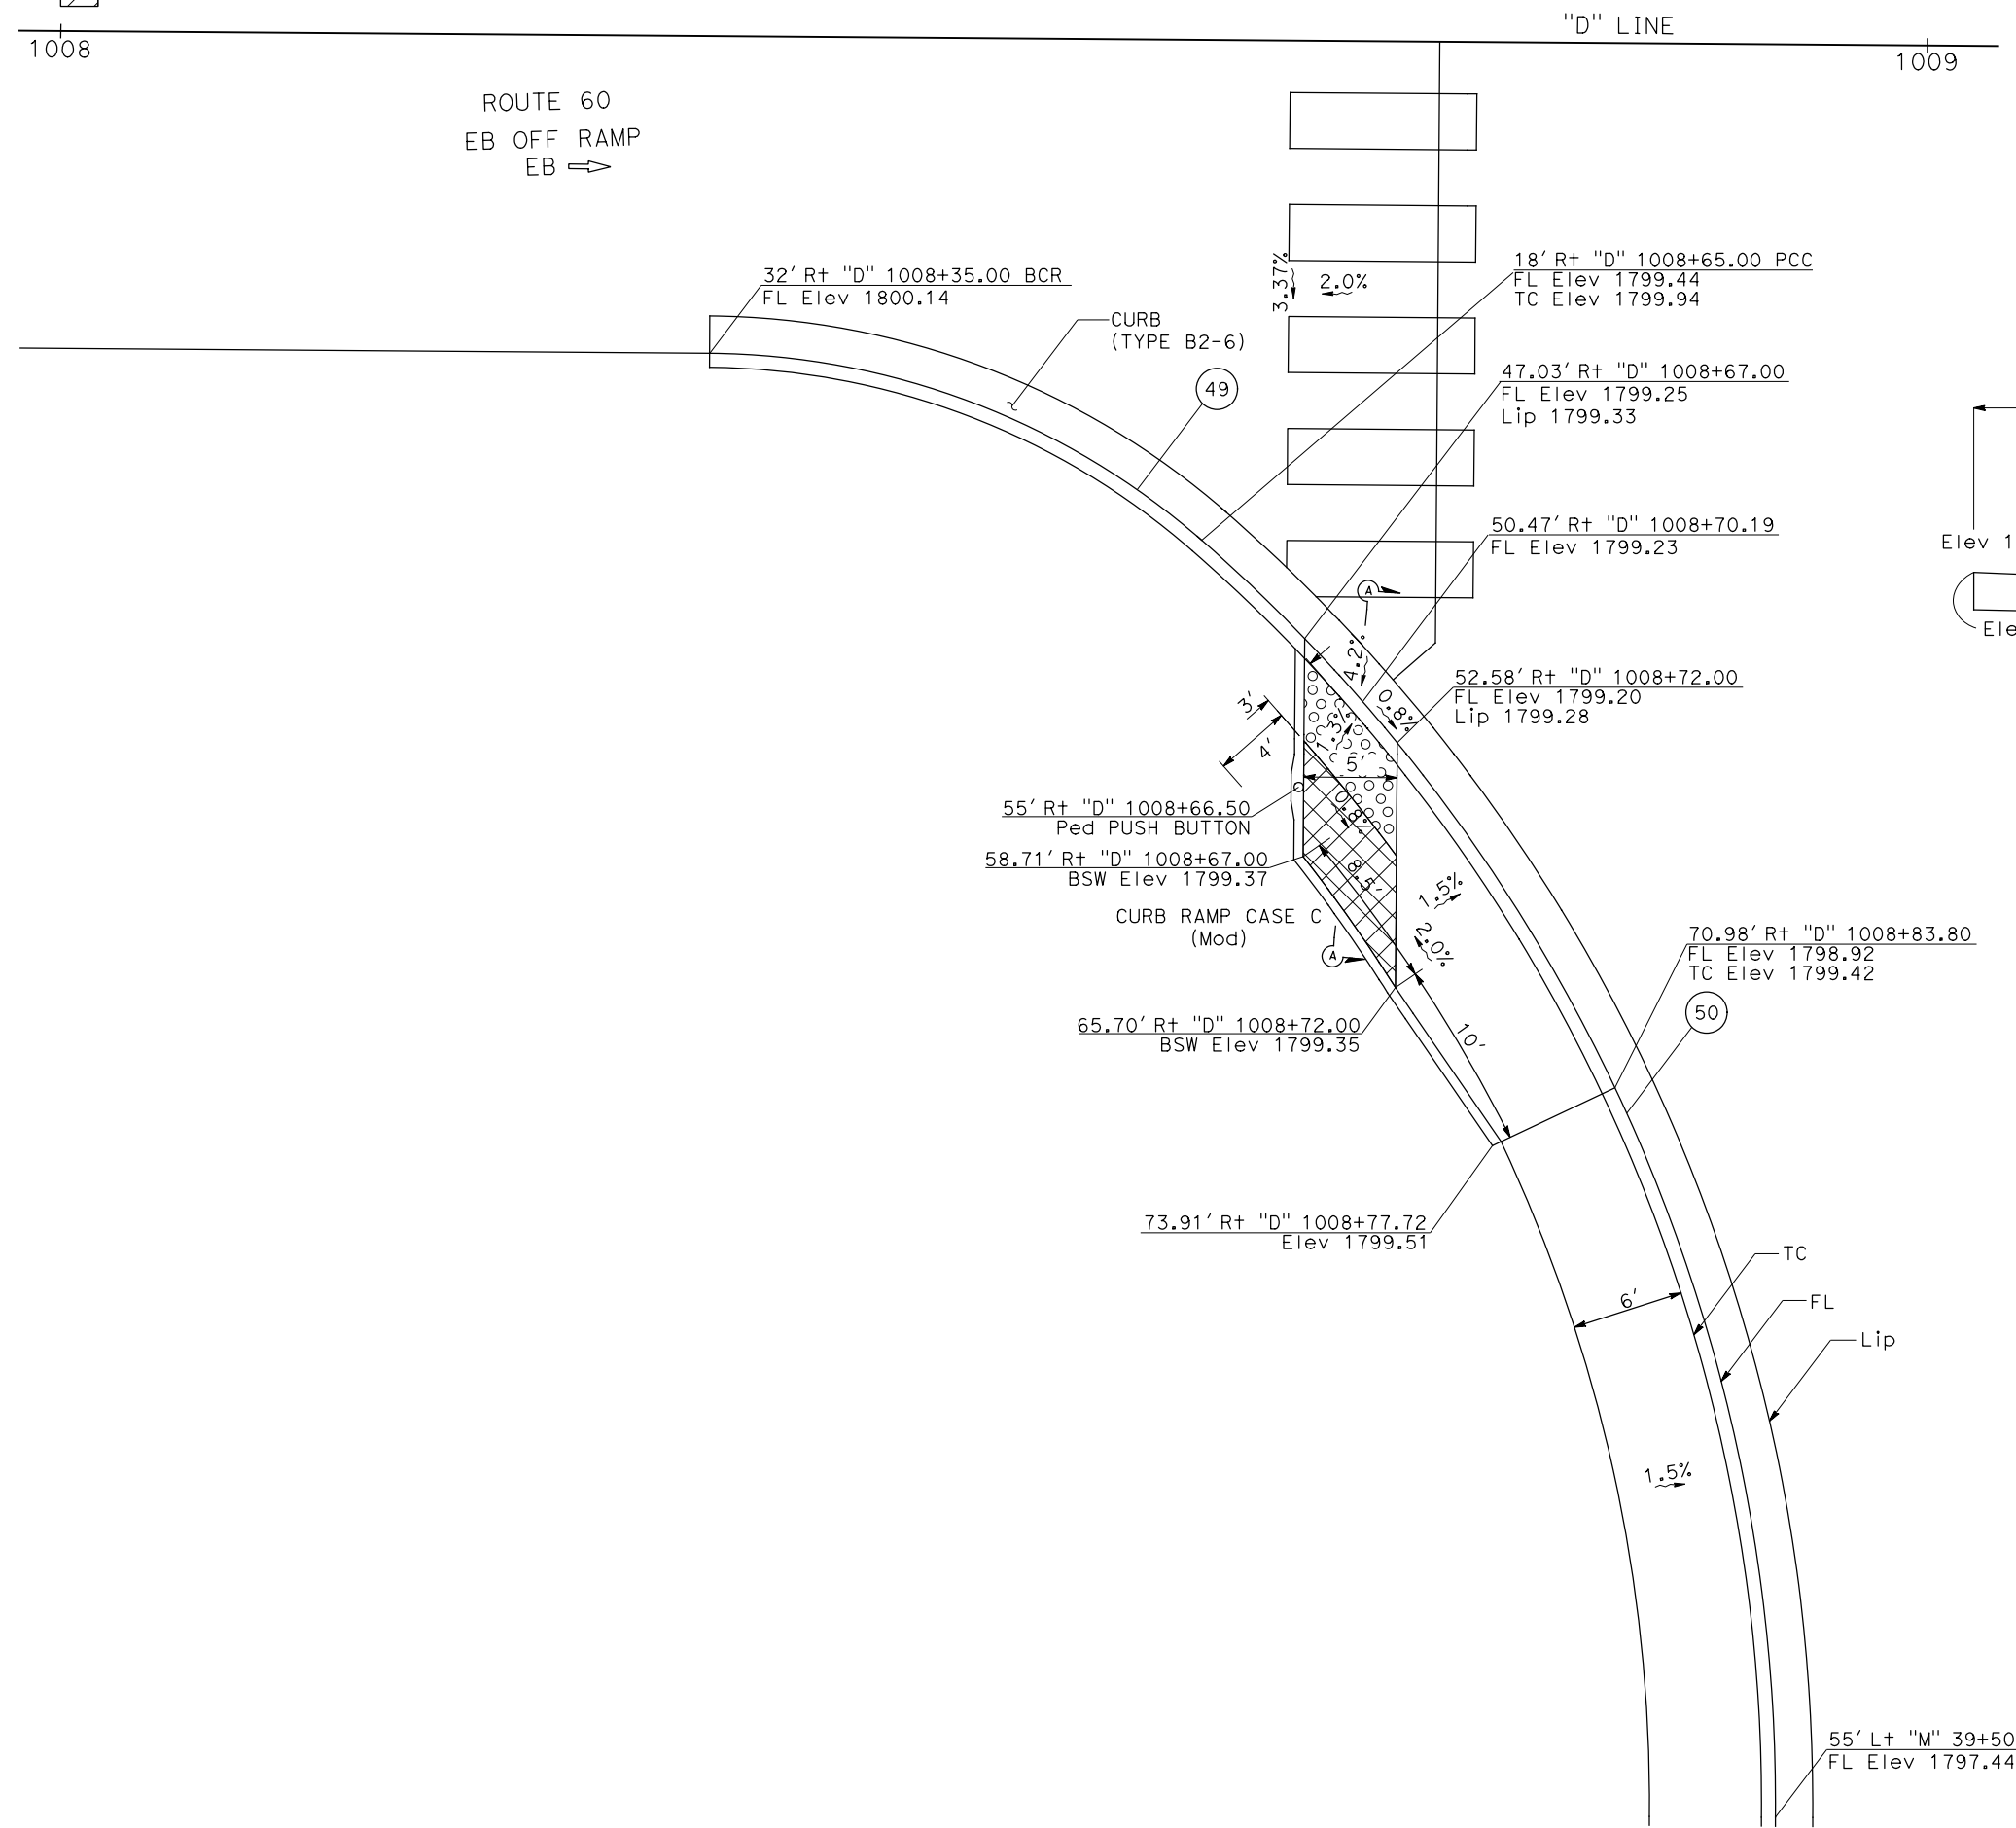 "D" LINE
1008
1009
ROUTE 60
EB OFF RAMP
EB
32' Rt "D" 1008+35.00 BCR
FL Elev 1800.14
CURB
(TYPE B2-6)
49
3.37%
2.0%
18' Rt "D" 1008+65.00 PCC
FL Elev 1799.44
TC Elev 1799.94
47.03' Rt "D" 1008+67.00
FL Elev 1799.25
Lip 1799.33
50.47' Rt "D" 1008+70.19
FL Elev 1799.23
Elev 1
Ele
A
4.2%
0.8%
52.58' Rt "D" 1008+72.00
FL Elev 1799.20
Lip 1799.28
3'
4'
1.3%
5'
0.8%
55' Rt "D" 1008+66.50
Ped PUSH BUTTON
58.71' Rt "D" 1008+67.00
BSW Elev 1799.37
8.5'
1.5%
CURB RAMP CASE C
(Mod)
A
2.0%
70.98' Rt "D" 1008+83.80
FL Elev 1798.92
TC Elev 1799.42
50
65.70' Rt "D" 1008+72.00
BSW Elev 1799.35
10'
73.91' Rt "D" 1008+77.72
Elev 1799.51
TC
6'
FL
Lip
1.5%
55' Lt "M" 39+50
FL Elev 1797.44